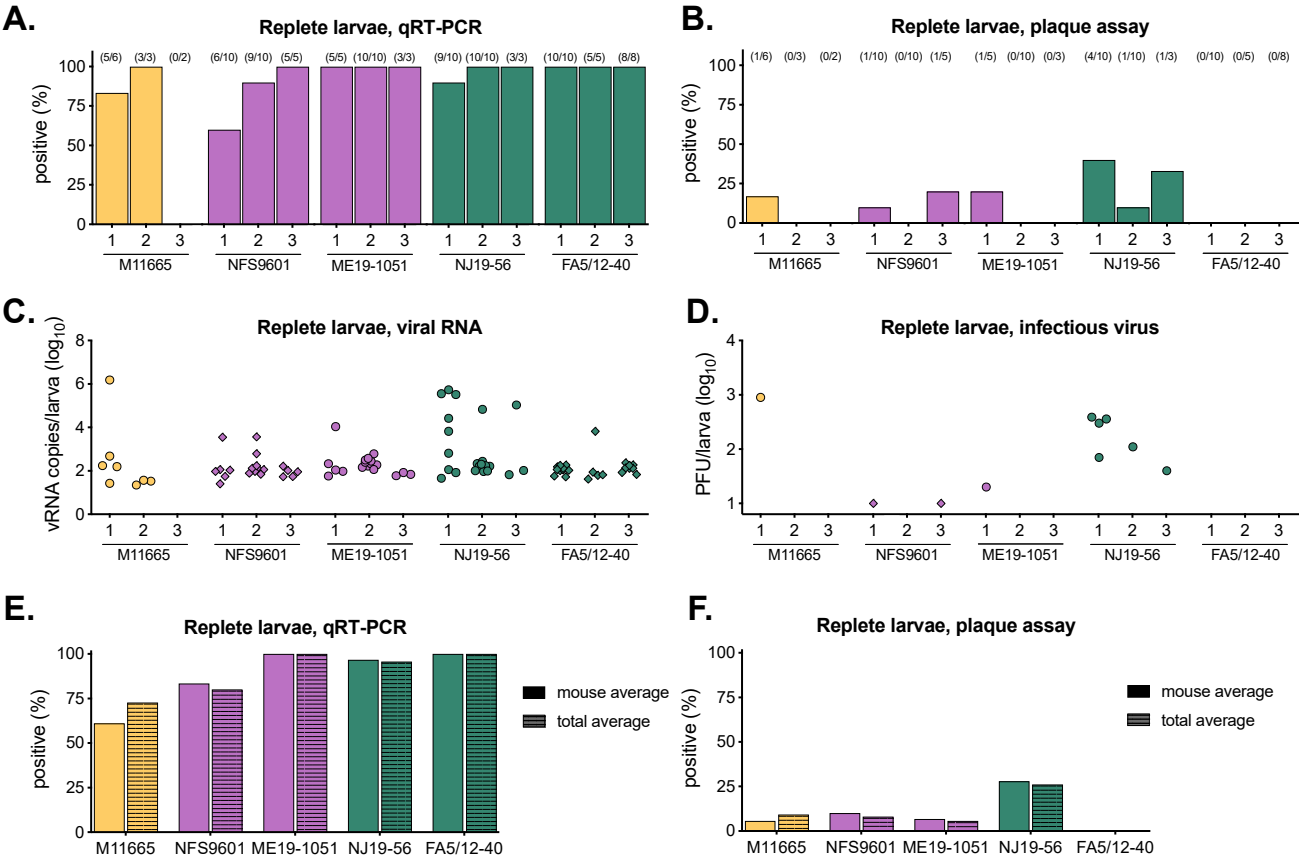 A.
Replete larvae, qRT-PCR
(5/6) (3/3) (0/2) (6/10) (9/10) (5/5) (5/5) (10/10) (3/3) (9/10) (10/10) (3/3) (10/10) (5/5) (8/8)
positive (%)
100
75
50
25
0
1 2 3 1 2 3 1 2 3 1 2 3 1 2 3
M11665 NFS9601 ME19-1051 NJ19-56 FA5/12-40
B.
Replete larvae, plaque assay
(1/6) (0/3) (0/2) (1/10) (0/10) (1/5) (1/5) (0/10) (0/3) (4/10) (1/10) (1/3) (0/10) (0/5) (0/8)
positive (%)
100
75
50
25
0
1 2 3 1 2 3 1 2 3 1 2 3 1 2 3
M11665 NFS9601 ME19-1051 NJ19-56 FA5/12-40
C.
Replete larvae, viral RNA
vRNA copies/larva (log10)
8
6
4
2
0
1 2 3 1 2 3 1 2 3 1 2 3 1 2 3
M11665 NFS9601 ME19-1051 NJ19-56 FA5/12-40
D.
Replete larvae, infectious virus
PFU/larva (log10)
4
3
2
1
1 2 3 1 2 3 1 2 3 1 2 3 1 2 3
M11665 NFS9601 ME19-1051 NJ19-56 FA5/12-40
E.
Replete larvae, qRT-PCR
positive (%)
100
75
50
25
0
M11665 NFS9601 ME19-1051 NJ19-56 FA5/12-40
mouse average
total average
F.
Replete larvae, plaque assay
positive (%)
100
75
50
25
0
M11665 NFS9601 ME19-1051 NJ19-56 FA5/12-40
mouse average
total average